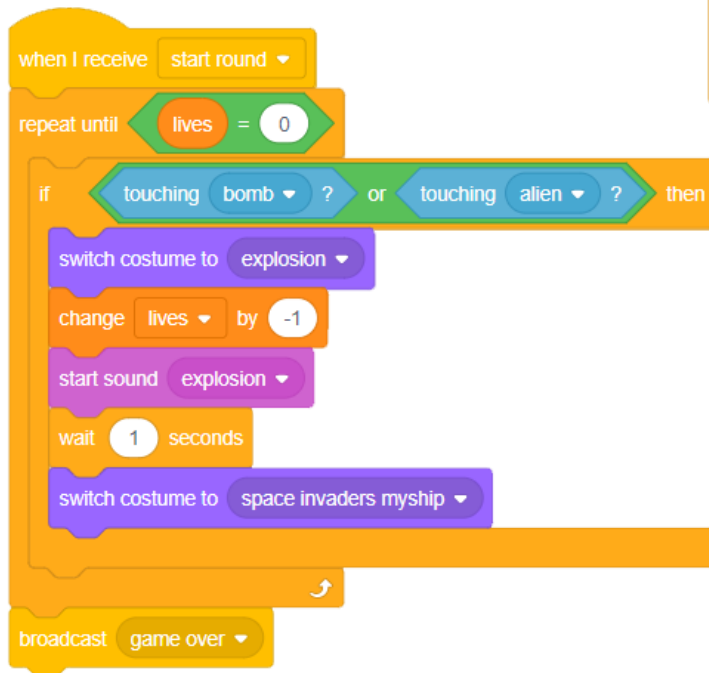 when I receive start round
repeat until lives = 0
if touching bomb ? or touching alien ? then
switch costume to explosion
change lives by -1
start sound explosion
wait 1 seconds
switch costume to space invaders myship
broadcast game over